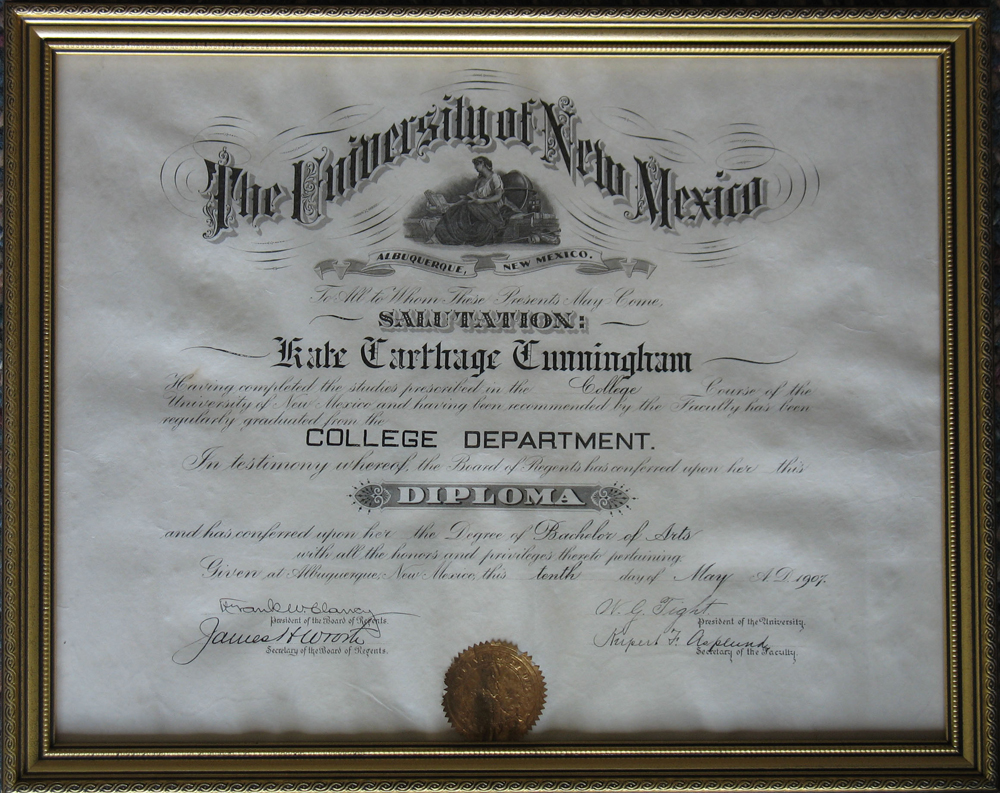 The University of New Mexico
ALBUQUERQUE, NEW MEXICO.
To All to Whom These Presents May Come,
SALUTATION:
Kate Carthage Cunningham
Having completed the studies prescribed in the College Course of the
University of New Mexico and having been recommended by the Faculty has been
regularly graduated from the
COLLEGE DEPARTMENT.
In testimony whereof, the Board of Regents has conferred upon her this
DIPLOMA
and has conferred upon her the Degree of Bachelor of Arts
with all the honors and privileges thereto pertaining.
Given at Albuquerque, New Mexico, this tenth day of May A.D. 1907.
Frank W. Clancy
President of the Board of Regents.
James H Wroth
Secretary of the Board of Regents.
W. G. Tight
President of the University.
Rupert F. Asplund
Secretary of the Faculty.